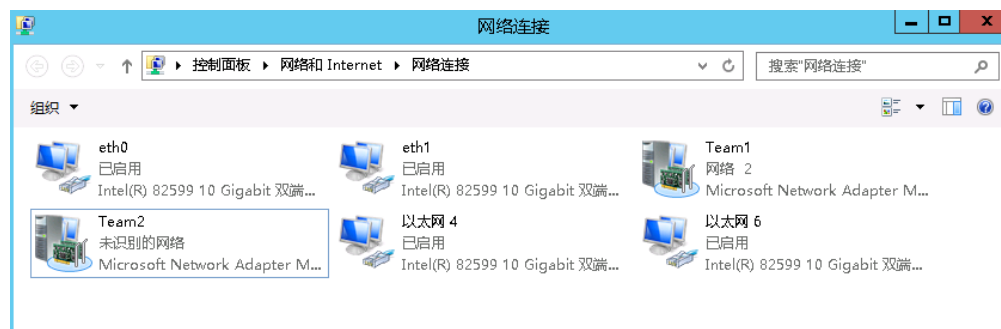 网络连接
控制面板 ▸ 网络和 Internet ▸ 网络连接
搜索"网络连接"
组织
eth0
已启用
Intel(R) 82599 10 Gigabit 双端...
eth1
已启用
Intel(R) 82599 10 Gigabit 双端...
Team1
网络 2
Microsoft Network Adapter M...
Team2
未识别的网络
Microsoft Network Adapter M...
以太网 4
已启用
Intel(R) 82599 10 Gigabit 双端...
以太网 6
已启用
Intel(R) 82599 10 Gigabit 双端...